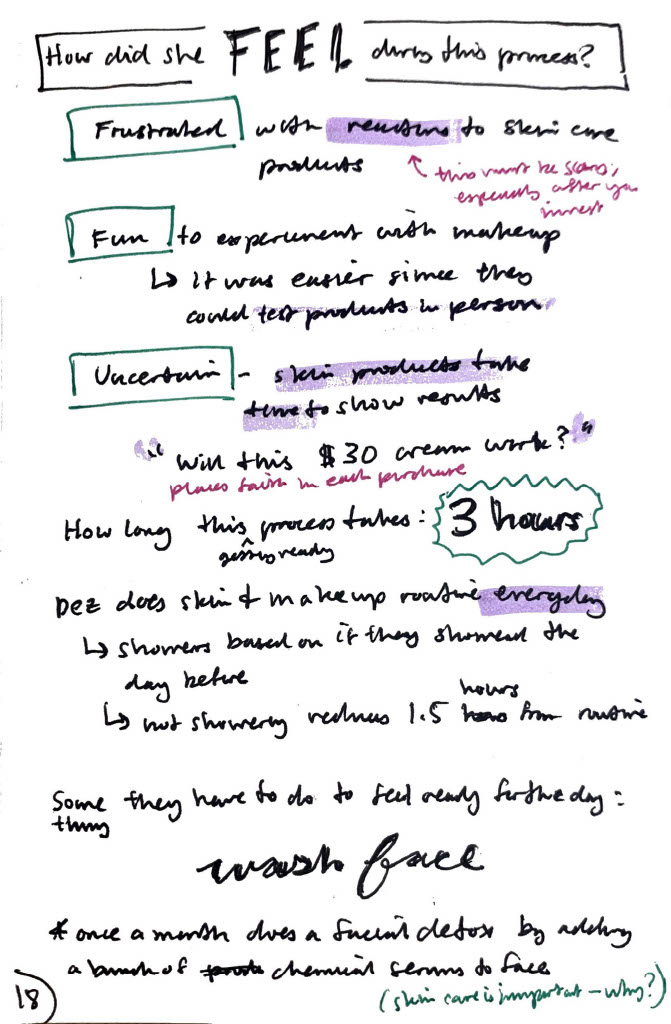 How did she FEEL during this process?
Frustrated with reactions to skin care
products
↑ this must be scary,
especially after you
invest
Fun to experiment with makeup
↳ it was easier since they
could test products in person
Uncertain - skin products take
time to show results
"Will this $30 cream work?"
places faith in each purchase
How long this process takes: 3 hours
^ getting ready
Dez does skin & makeup routine everyday
↳ showers based on if they showered the
day before
↳ not showering reduces 1.5 hours from routine
Some they have to do to feel ready for the day:
thing
wash face
* once a month does a facial detox by adding
a bunch of chemical serums to face
(skin care is important - why?)
18